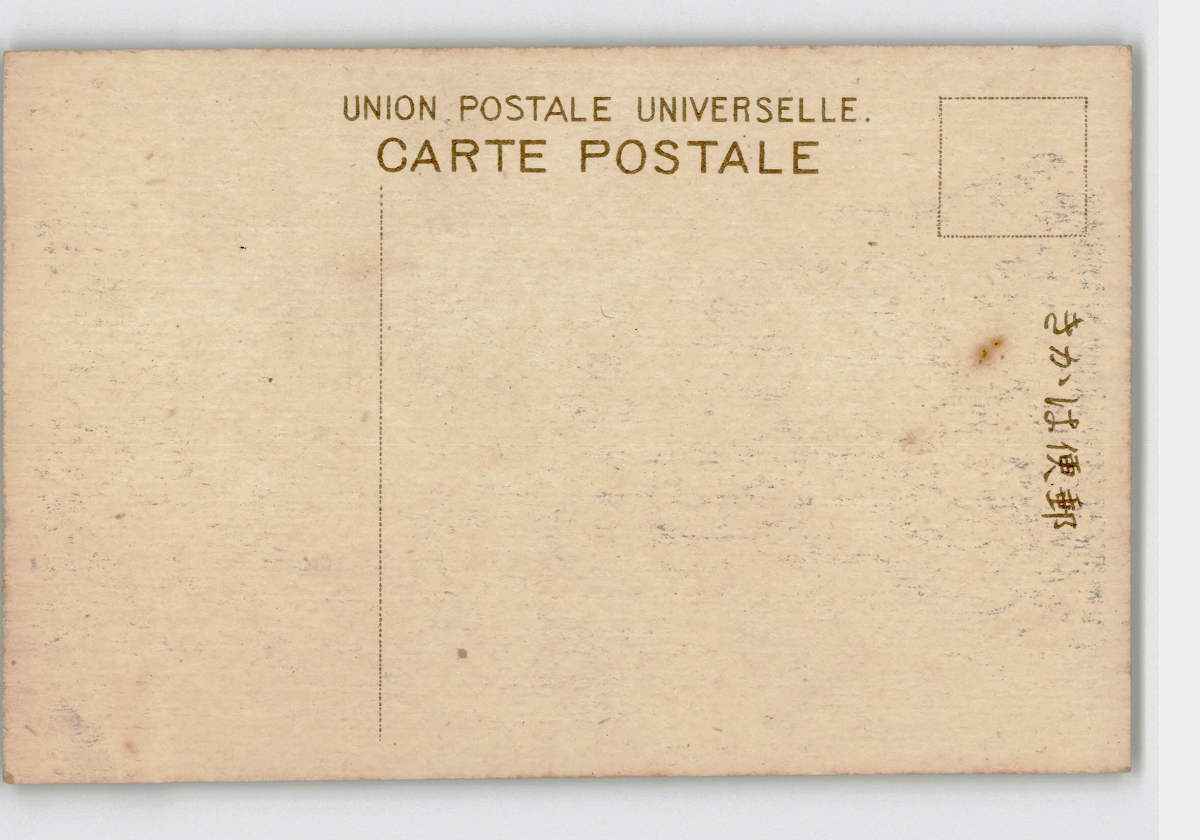 UNION POSTALE UNIVERSELLE.
CARTE POSTALE
郵便はかき